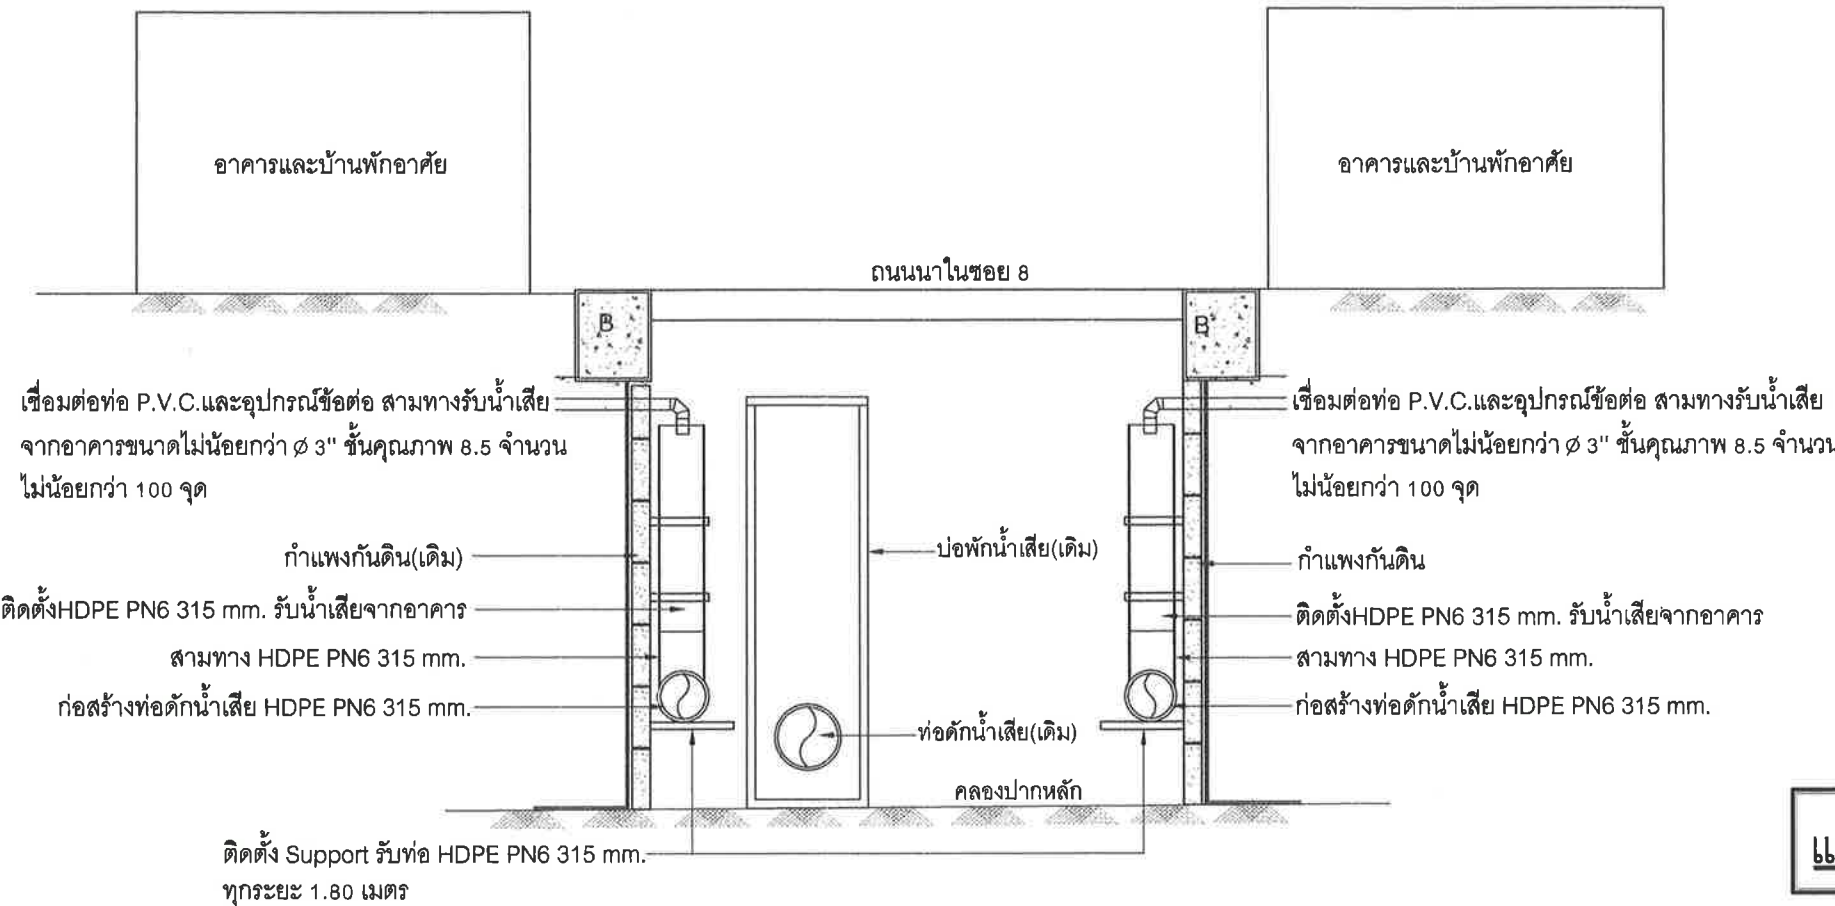 อาคารและบ้านพักอาศัย
อาคารและบ้านพักอาศัย
ถนนนาในซอย 8
B
B
เชื่อมต่อท่อ P.V.C.และอุปกรณ์ข้อต่อ สามทางรับน้ำเสีย
จากอาคารขนาดไม่น้อยกว่า Ø 3" ชั้นคุณภาพ 8.5 จำนวน
ไม่น้อยกว่า 100 จุด
เชื่อมต่อท่อ P.V.C.และอุปกรณ์ข้อต่อ สามทางรับน้ำเสีย
จากอาคารขนาดไม่น้อยกว่า Ø 3" ชั้นคุณภาพ 8.5 จำนวน
ไม่น้อยกว่า 100 จุด
กำแพงกันดิน(เดิม)
ติดตั้งHDPE PN6 315 mm. รับน้ำเสียจากอาคาร
สามทาง HDPE PN6 315 mm.
ก่อสร้างท่อดักน้ำเสีย HDPE PN6 315 mm.
บ่อพักน้ำเสีย(เดิม)
ท่อดักน้ำเสีย(เดิม)
คลองปากหลัก
กำแพงกันดิน
ติดตั้งHDPE PN6 315 mm. รับน้ำเสียจากอาคาร
สามทาง HDPE PN6 315 mm.
ก่อสร้างท่อดักน้ำเสีย HDPE PN6 315 mm.
ติดตั้ง Support รับท่อ HDPE PN6 315 mm.
ทุกระยะ 1.80 เมตร